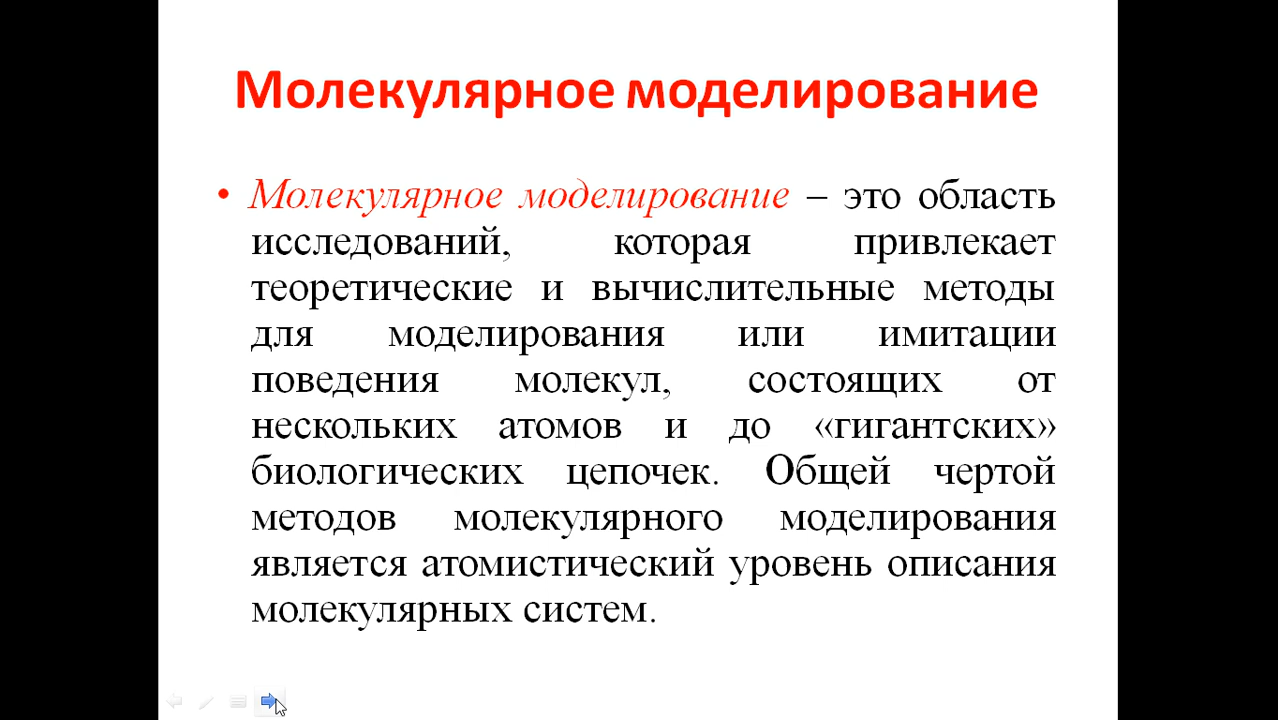 Молекулярное моделирование
• Молекулярное моделирование – это область
исследований, которая привлекает
теоретические и вычислительные методы
для моделирования или имитации
поведения молекул, состоящих от
нескольких атомов и до «гигантских»
биологических цепочек. Общей чертой
методов молекулярного моделирования
является атомистический уровень описания
молекулярных систем.